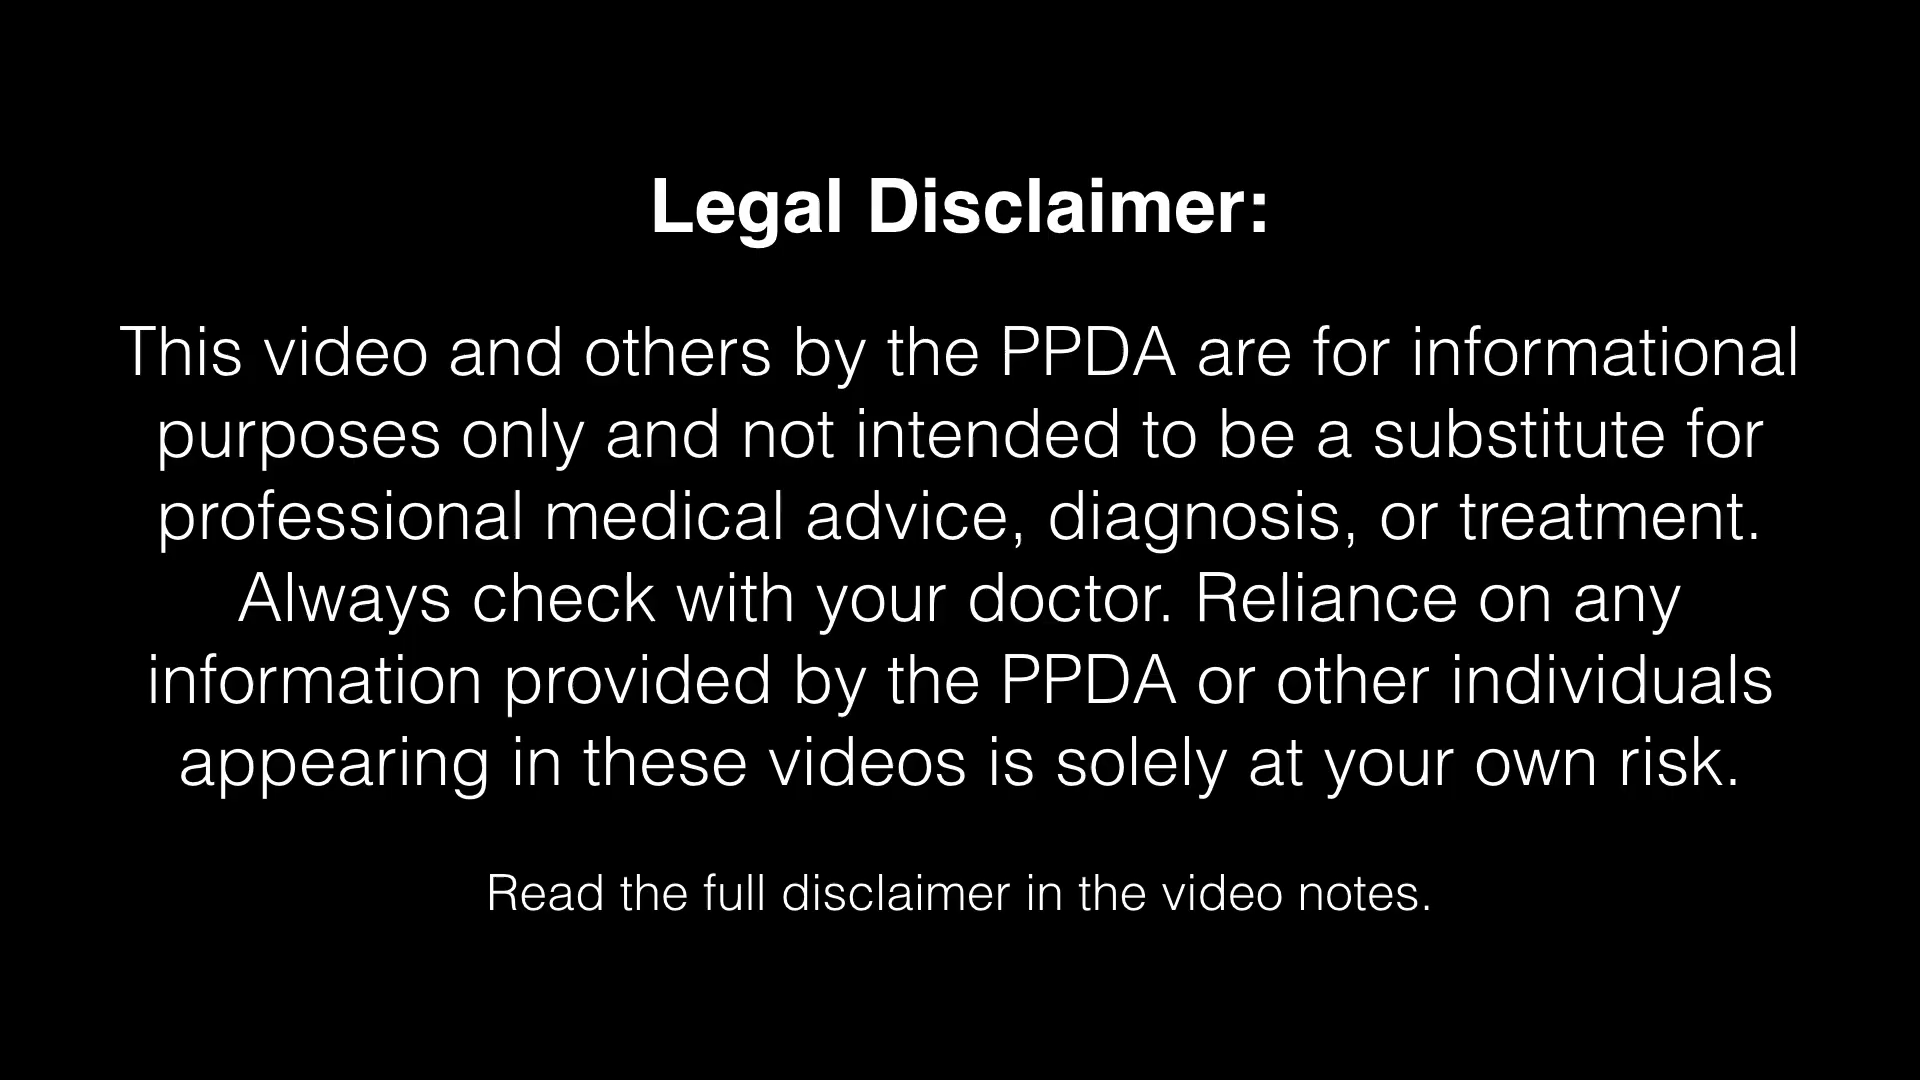 Legal Disclaimer:
This video and others by the PPDA are for informational
purposes only and not intended to be a substitute for
professional medical advice, diagnosis, or treatment.
Always check with your doctor. Reliance on any
information provided by the PPDA or other individuals
appearing in these videos is solely at your own risk.
Read the full disclaimer in the video notes.